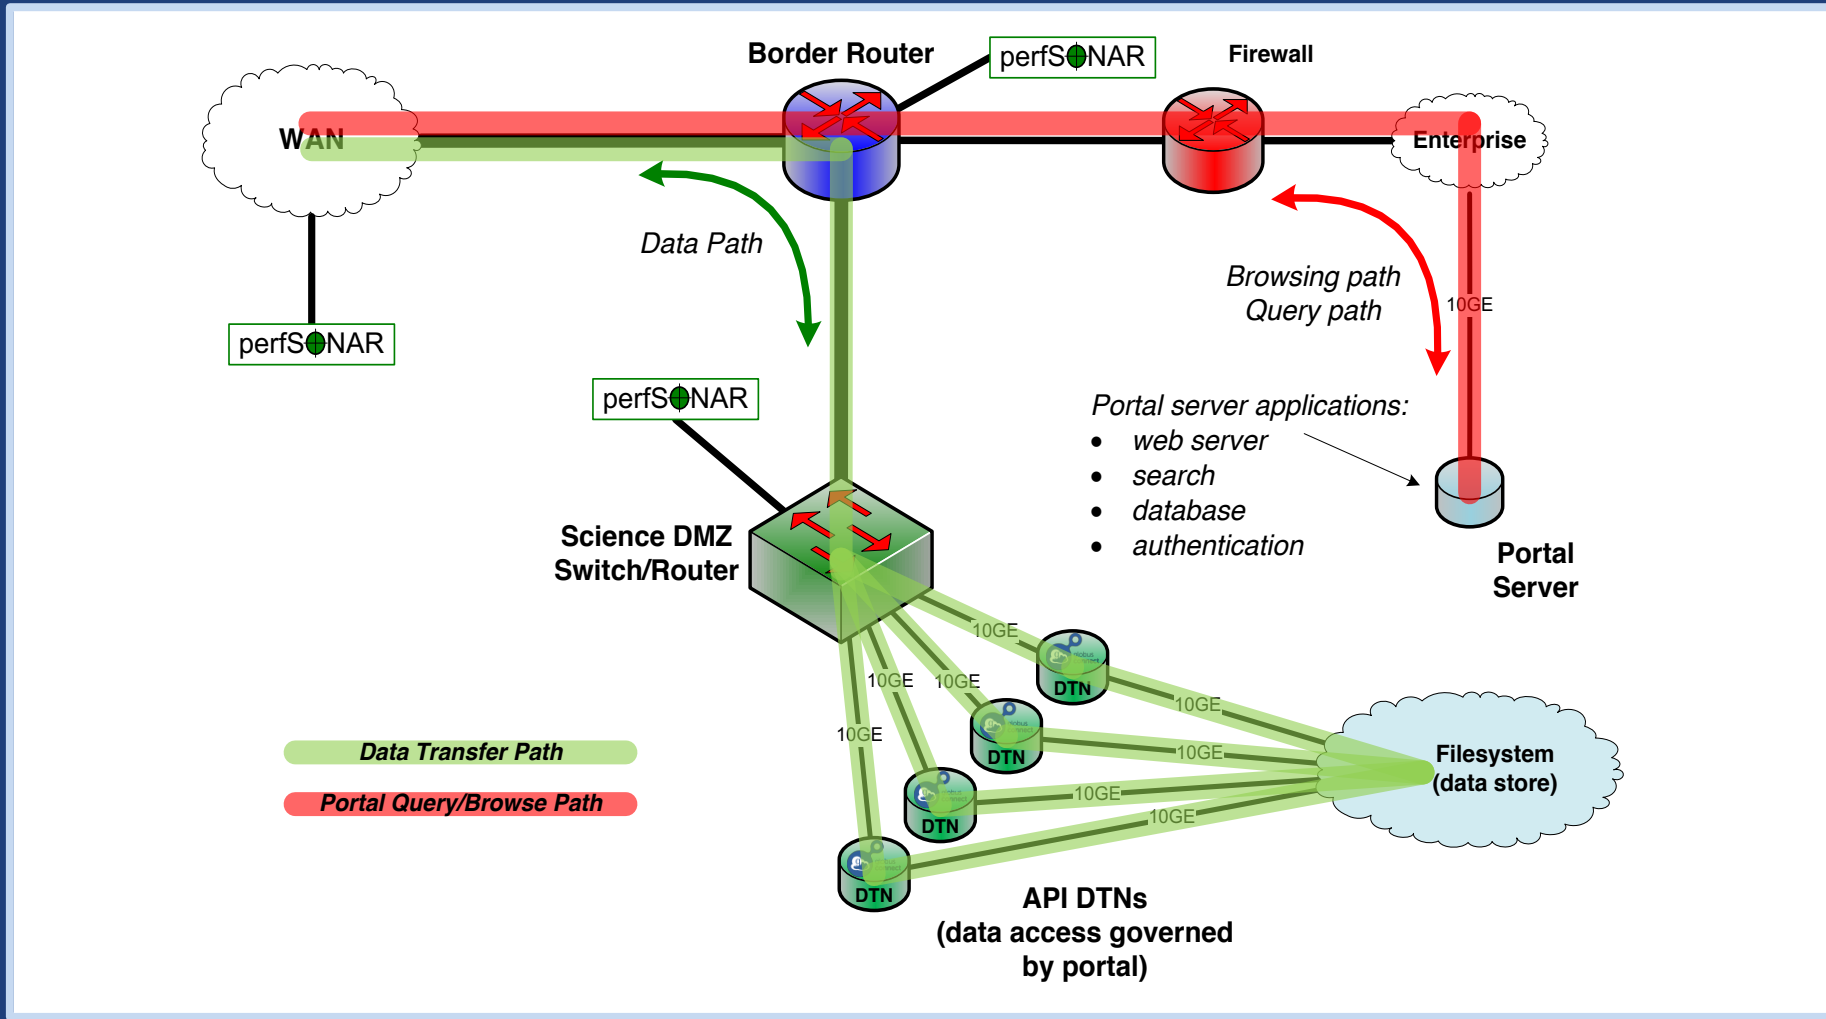 Border Router
perfSONAR
Firewall
WAN
Enterprise
Data Path
Browsing path
Query path
10GE
perfSONAR
perfSONAR
Portal server applications:
• web server
• search
• database
• authentication
Science DMZ
Switch/Router
Portal
Server
10GE
10GE
10GE
10GE
DTN
DTN
DTN
DTN
10GE
10GE
10GE
10GE
Filesystem
(data store)
Data Transfer Path
Portal Query/Browse Path
API DTNs
(data access governed
by portal)